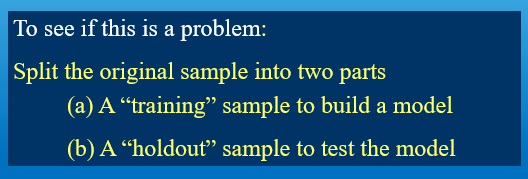 To see if this is a problem:
Split the original sample into two parts
(a) A “training” sample to build a model
(b) A “holdout” sample to test the model